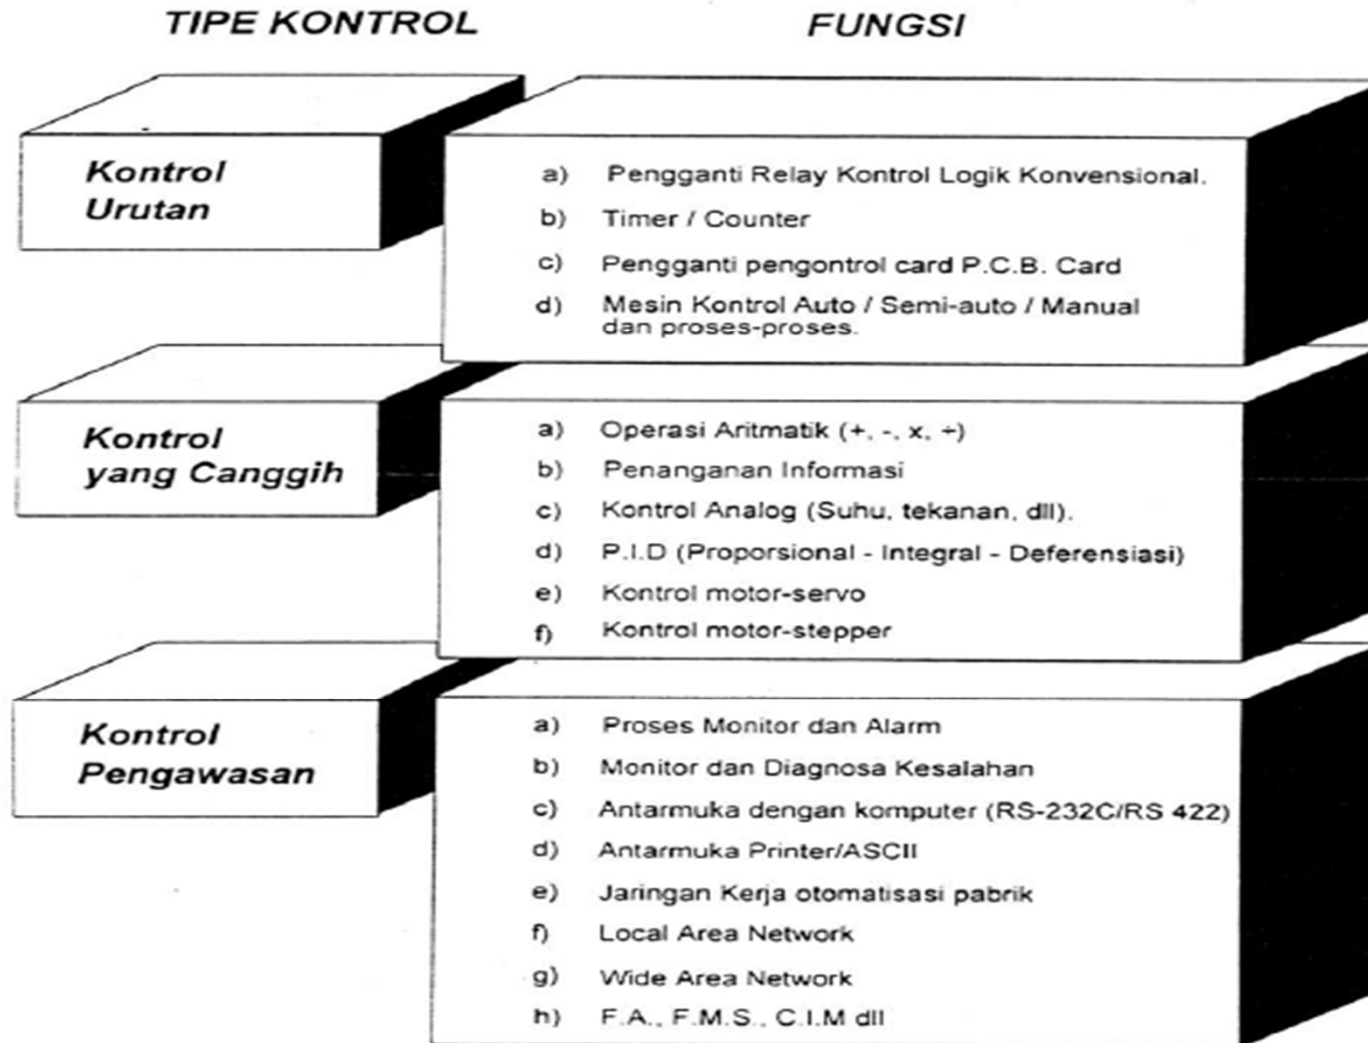 TIPE KONTROL
FUNGSI
Kontrol
Urutan
a) Pengganti Relay Kontrol Logik Konvensional.
b) Timer / Counter
c) Pengganti pengontrol card P.C.B. Card
d) Mesin Kontrol Auto / Semi-auto / Manual
dan proses-proses.
Kontrol
yang Canggih
a) Operasi Aritmatik (+, -, x, ÷)
b) Penanganan Informasi
c) Kontrol Analog (Suhu, tekanan, dll).
d) P.I.D (Proporsional - Integral - Deferensiasi)
e) Kontrol motor-servo
f) Kontrol motor-stepper
Kontrol
Pengawasan
a) Proses Monitor dan Alarm
b) Monitor dan Diagnosa Kesalahan
c) Antarmuka dengan komputer (RS-232C/RS 422)
d) Antarmuka Printer/ASCII
e) Jaringan Kerja otomatisasi pabrik
f) Local Area Network
g) Wide Area Network
h) F.A., F.M.S., C.I.M dll